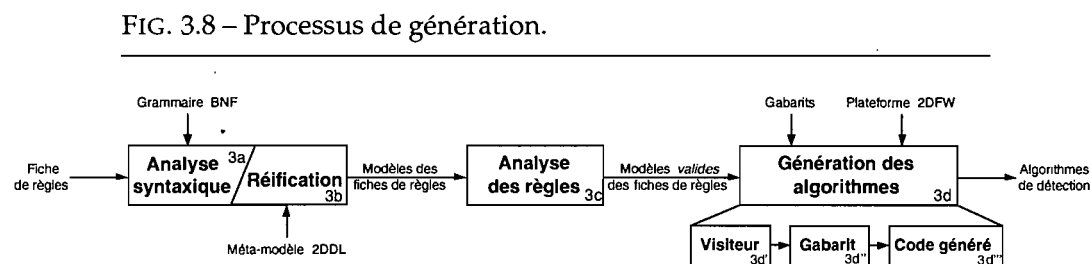 FIG. 3.8 – Processus de génération.
Grammaire BNF
Gabarits
Plateforme 2DFW
Fiche
de règles
Analyse
syntaxique
3a
Réification
3b
Modèles des
fiches de règles
Analyse
des règles
3c
Modèles valides
des fiches de règles
Génération des
algorithmes
3d
Algorithmes
de détection
Méta-modèle 2DDL
Visiteur
3d'
Gabarit
3d''
Code généré
3d'''